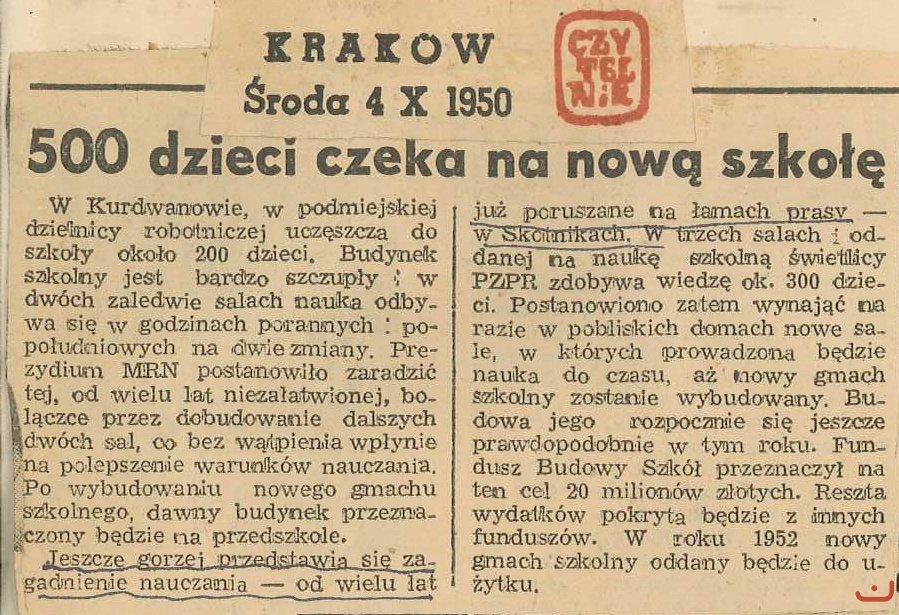 KRAKOW
Środa 4 X 1950
CZY
TEL
NIK
500 dzieci czeka na nową szkołę
W Kurdwanowie, w podmiejskiej
dzielnicy robotniczej uczęszcza do
szkoły około 200 dzieci. Budynek
szkolny jest bardzo szczupły i w
dwóch zaledwie salach nauka odby-
wa się w godzinach porannych i po-
południowych na dwie zmiany. Pre-
zydium MRN postanowiło zaradzić
tej, od wielu lat niezałatwionej, bo-
lączce przez dobudowanie dalszych
dwóch sal, co bez wątpienia wpłynie
na polepszenie warunków nauczania.
Po wybudowaniu nowego gmachu
szkolnego, dawny budynek przezna-
czony będzie na przedszkole.
Jeszcze gorzej przedstawia się za-
gadnienie nauczania — od wielu lat
już poruszane na łamach prasy —
w Skotnikach. W trzech salach i od-
danej na naukę szkolną świetlicy
PZPR zdobywa wiedzę ok. 300 dzie-
ci. Postanowiono zatem wynająć na
razie w pobliskich domach nowe sa-
le, w których prowadzona będzie
nauka do czasu, aż nowy gmach
szkolny zostanie wybudowany. Bu-
dowa jego rozpocznie się jeszcze
prawdopodobnie w tym roku. Fun-
dusz Budowy Szkół przeznaczył na
ten cel 20 milionów złotych. Reszta
wydatków pokryta będzie z innych
funduszów. W roku 1952 nowy
gmach szkolny oddany będzie do u-
żytku.